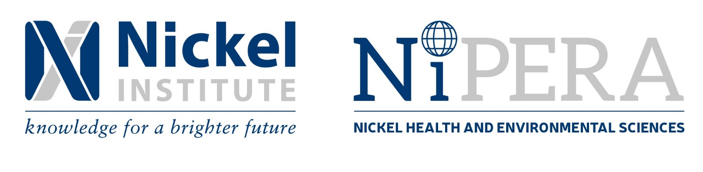 Nickel
INSTITUTE
knowledge for a brighter future
NiPERA
NICKEL HEALTH AND ENVIRONMENTAL SCIENCES